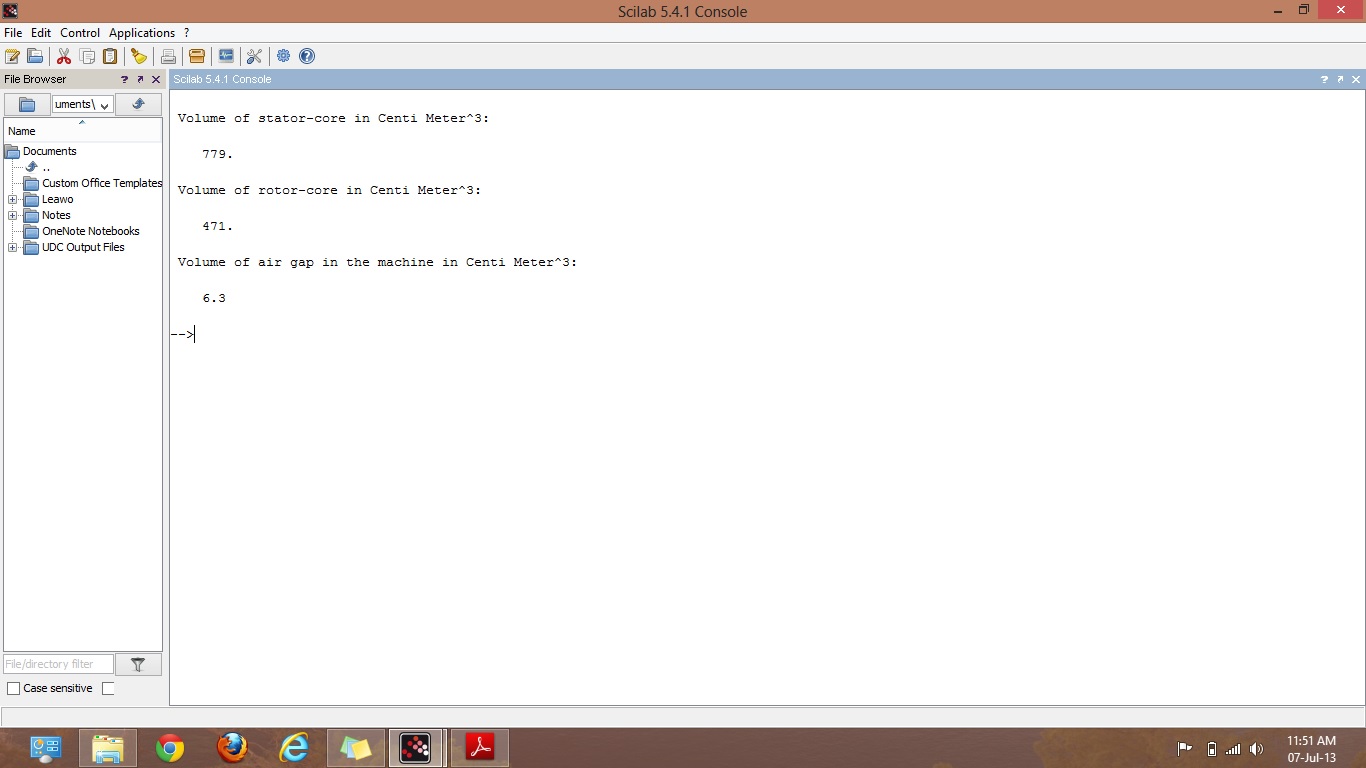 Scilab 5.4.1 Console
File Edit Control Applications ?
File Browser ? 
Scilab 5.4.1 Console ?
uments\
Name
Documents
..
Custom Office Templates
Leawo
Notes
OneNote Notebooks
UDC Output Files
Volume of stator-core in Centi Meter^3:
779.
Volume of rotor-core in Centi Meter^3:
471.
Volume of air gap in the machine in Centi Meter^3:
6.3
-->
File/directory filter
Case sensitive
11:51 AM
07-Jul-13